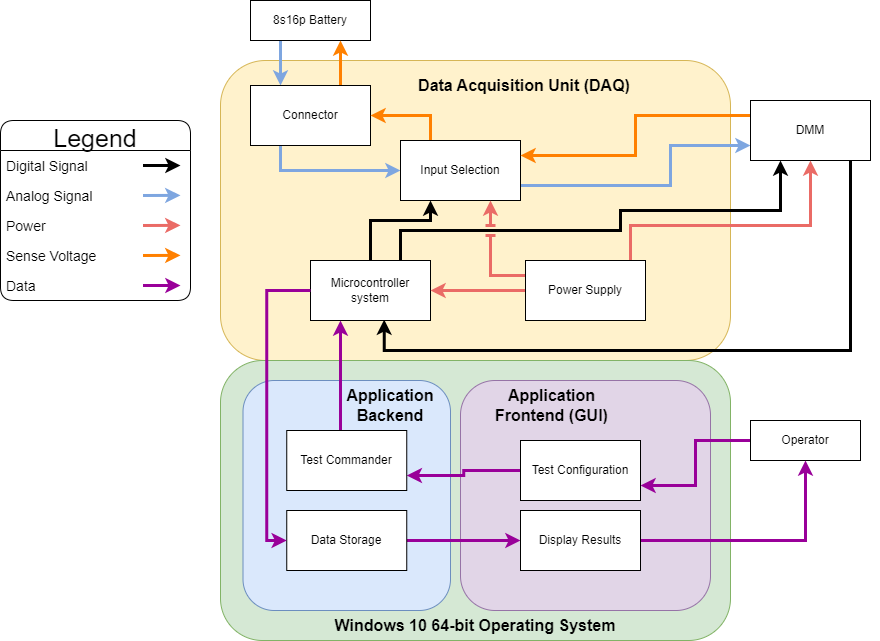 8s16p Battery
Data Acquisition Unit (DAQ)
Connector
DMM
Legend
Digital Signal
Analog Signal
Power
Sense Voltage
Data
Input Selection
Microcontroller
system
Power Supply
Application
Backend
Application
Frontend (GUI)
Test Commander
Test Configuration
Operator
Data Storage
Display Results
Windows 10 64-bit Operating System